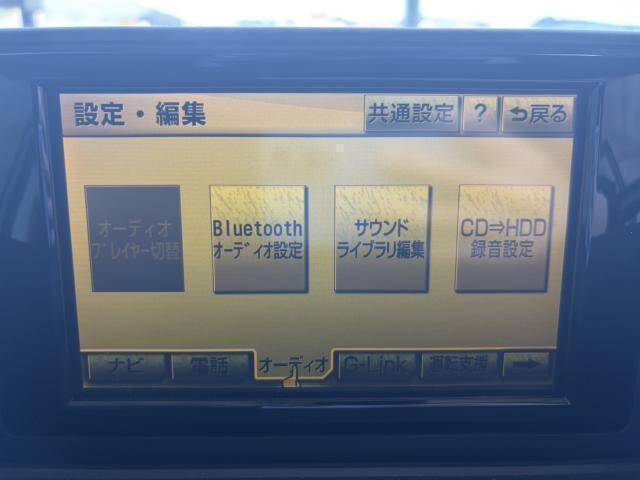 設定・編集 共通設定 ? 戻る
オーディオ
プレイヤー切替
Bluetooth
オーディオ設定
サウンド
ライブラリ編集
CD⇒HDD
録音設定
ナビ 電話 オーディオ G-Link 運転支援 →